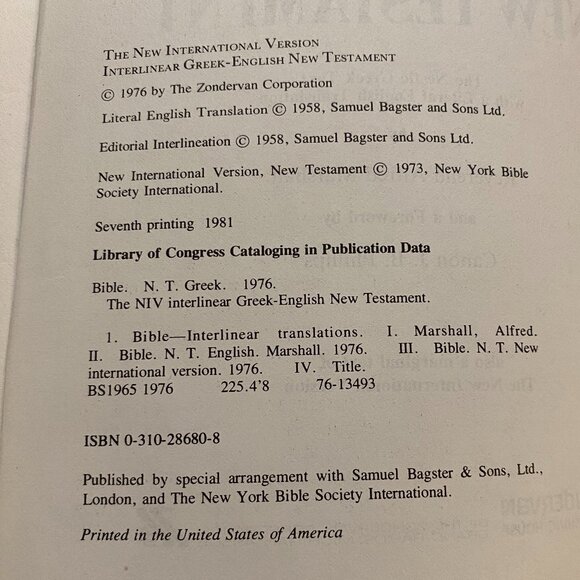 THE NEW INTERNATIONAL VERSION
INTERLINEAR GREEK-ENGLISH NEW TESTAMENT
© 1976 by The Zondervan Corporation
Literal English Translation © 1958, Samuel Bagster and Sons Ltd.
Editorial Interlineation © 1958, Samuel Bagster and Sons Ltd.
New International Version, New Testament © 1973, New York Bible
Society International.
Seventh printing 1981
Library of Congress Cataloging in Publication Data
Bible. N. T. Greek. 1976.
The NIV interlinear Greek-English New Testament.
1. Bible—Interlinear translations. I. Marshall, Alfred.
II. Bible. N. T. English. Marshall. 1976. III. Bible. N. T. New
international version. 1976. IV. Title.
BS1965 1976 225.4'8 76-13493
ISBN 0-310-28680-8
Published by special arrangement with Samuel Bagster & Sons, Ltd.,
London, and The New York Bible Society International.
Printed in the United States of America